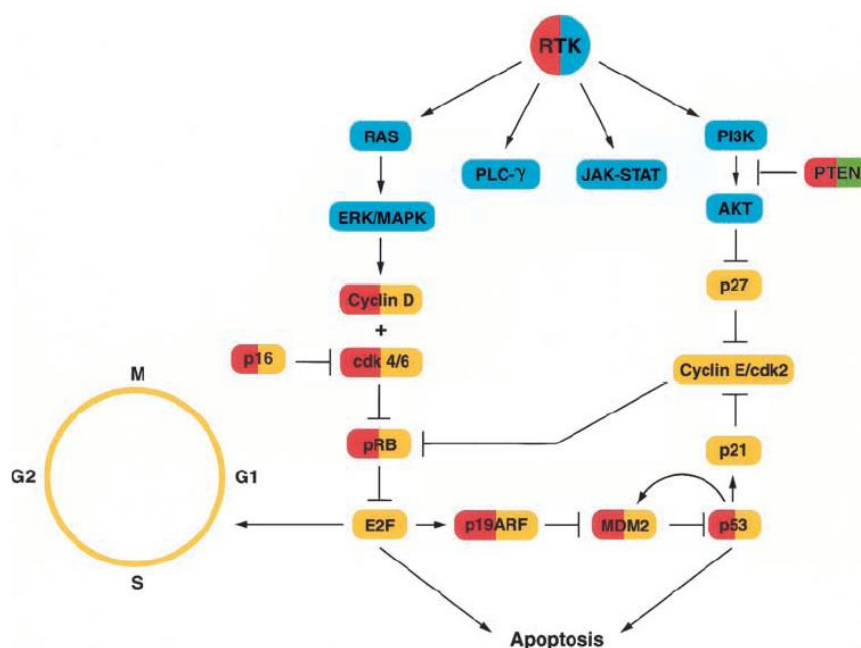 RTK
RAS
PI3K
PLC-γ
JAK-STAT
PTEN
ERK/MAPK
AKT
Cyclin D
p27
+
p16
cdk 4/6
Cyclin E/cdk2
M
pRB
p21
G2
G1
E2F
p19ARF
MDM2
p53
S
Apoptosis